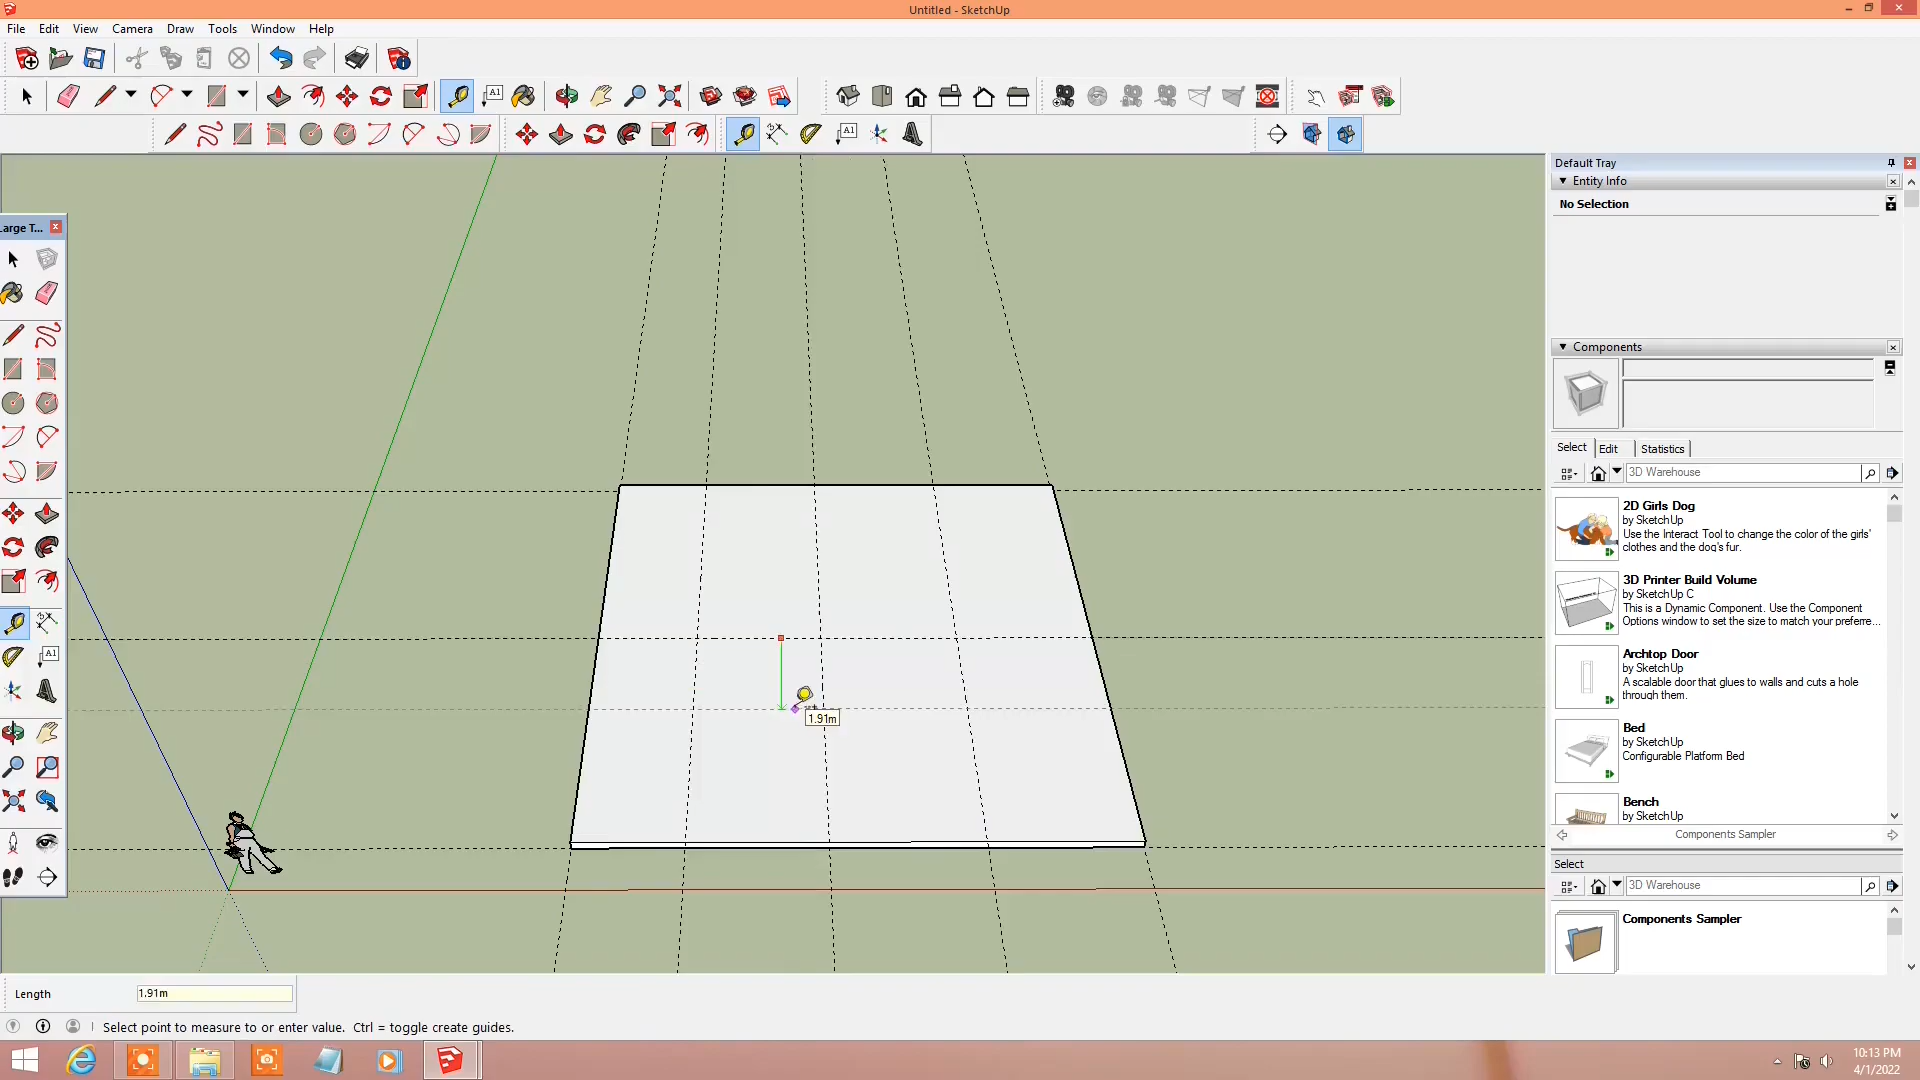 Untitled - SketchUp
File Edit View Camera Draw Tools Window Help
A1
A1
Default Tray
Entity Info
No Selection
Large T...
A1
Components
Select Edit Statistics
3D Warehouse
2D Girls Dog
by SketchUp
Use the Interact Tool to change the color of the girls'
clothes and the dog's fur.
3D Printer Build Volume
by SketchUp C
This is a Dynamic Component. Use the Component
Options window to set the size to match your preferre...
Archtop Door
by SketchUp
A scalable door that glues to walls and cuts a hole
through them.
Bed
by SketchUp
Configurable Platform Bed
Bench
by SketchUp
Components Sampler
Select
3D Warehouse
Components Sampler
1.91m
Length 1.91m
Select point to measure to or enter value. Ctrl = toggle create guides.
10:13 PM
4/1/2022